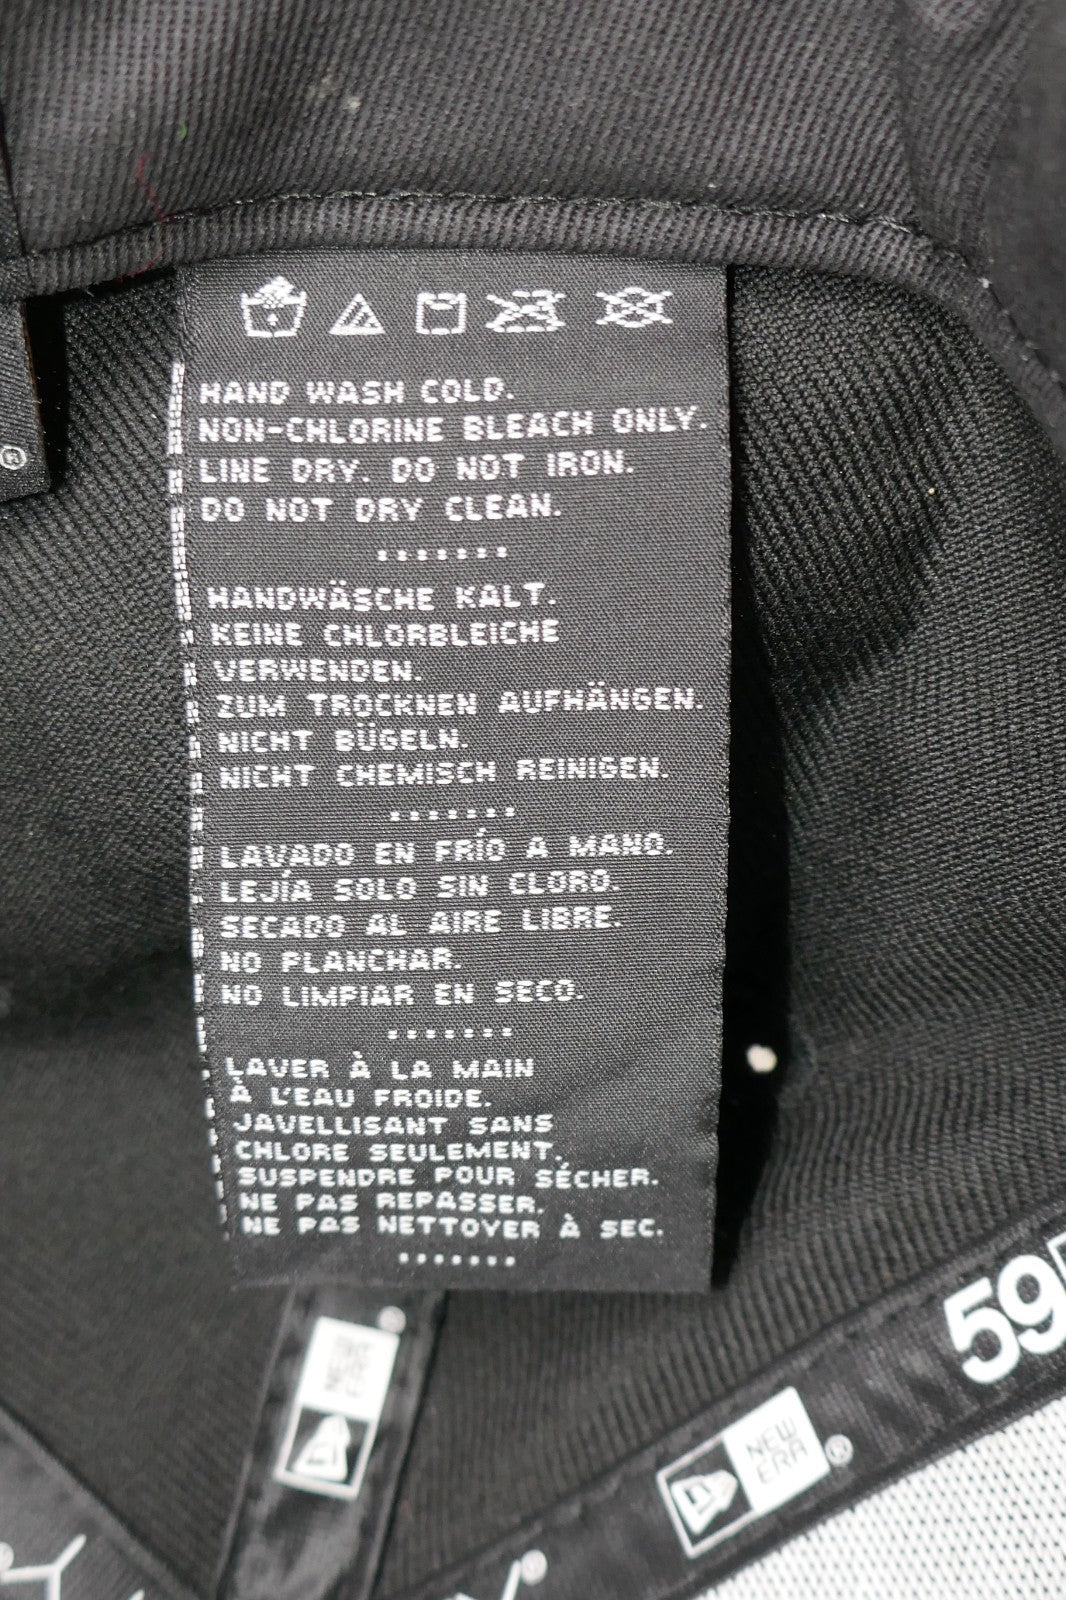 ®
HAND WASH COLD.
NON-CHLORINE BLEACH ONLY.
LINE DRY. DO NOT IRON.
DO NOT DRY CLEAN.
HANDWÄSCHE KALT.
KEINE CHLORBLEICHE
VERWENDEN.
ZUM TROCKNEN AUFHÄNGEN.
NICHT BÜGELN.
NICHT CHEMISCH REINIGEN.
LAVADO EN FRÍO A MANO.
LEJÍA SOLO SIN CLORO.
SECADO AL AIRE LIBRE.
NO PLANCHAR.
NO LIMPIAR EN SECO.
LAVER À LA MAIN
À L'EAU FROIDE.
JAVELLISANT SANS
CHLORE SEULEMENT.
SUSPENDRE POUR SÉCHER.
NE PAS REPASSER.
NE PAS NETTOYER À SEC.
NEW
ERA
®
59
NEW
ERA
®
®
®